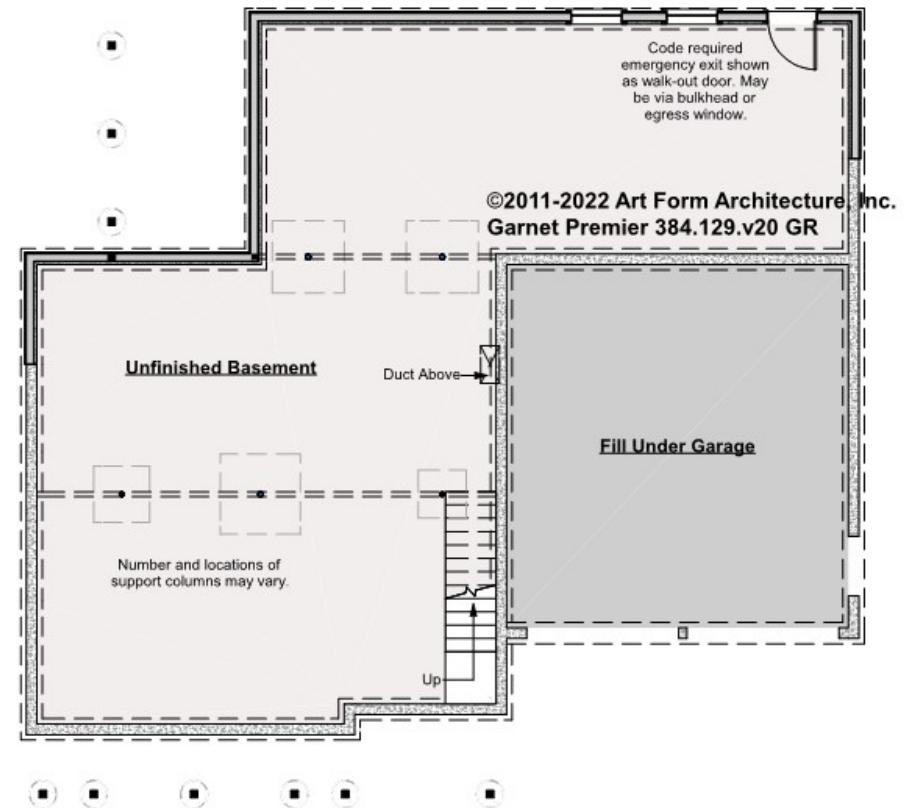 Code required
emergency exit shown
as walk-out door. May
be via bulkhead or
egress window.
©2011-2022 Art Form Architecture, Inc.
Garnet Premier 384.129.v20 GR
Unfinished Basement
Duct Above
Fill Under Garage
Number and locations of
support columns may vary.
Up